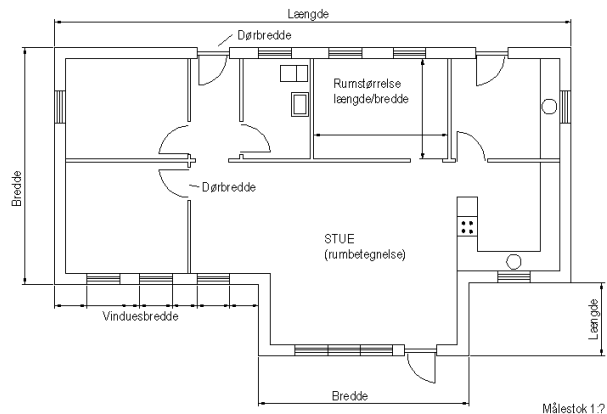 Længde
Dørbredde
Rumstørrelse
længde/bredde
Bredde
Dørbredde
STUE
(rumbetegnelse)
Vinduesbredde
Længde
Bredde
Målestok 1:?